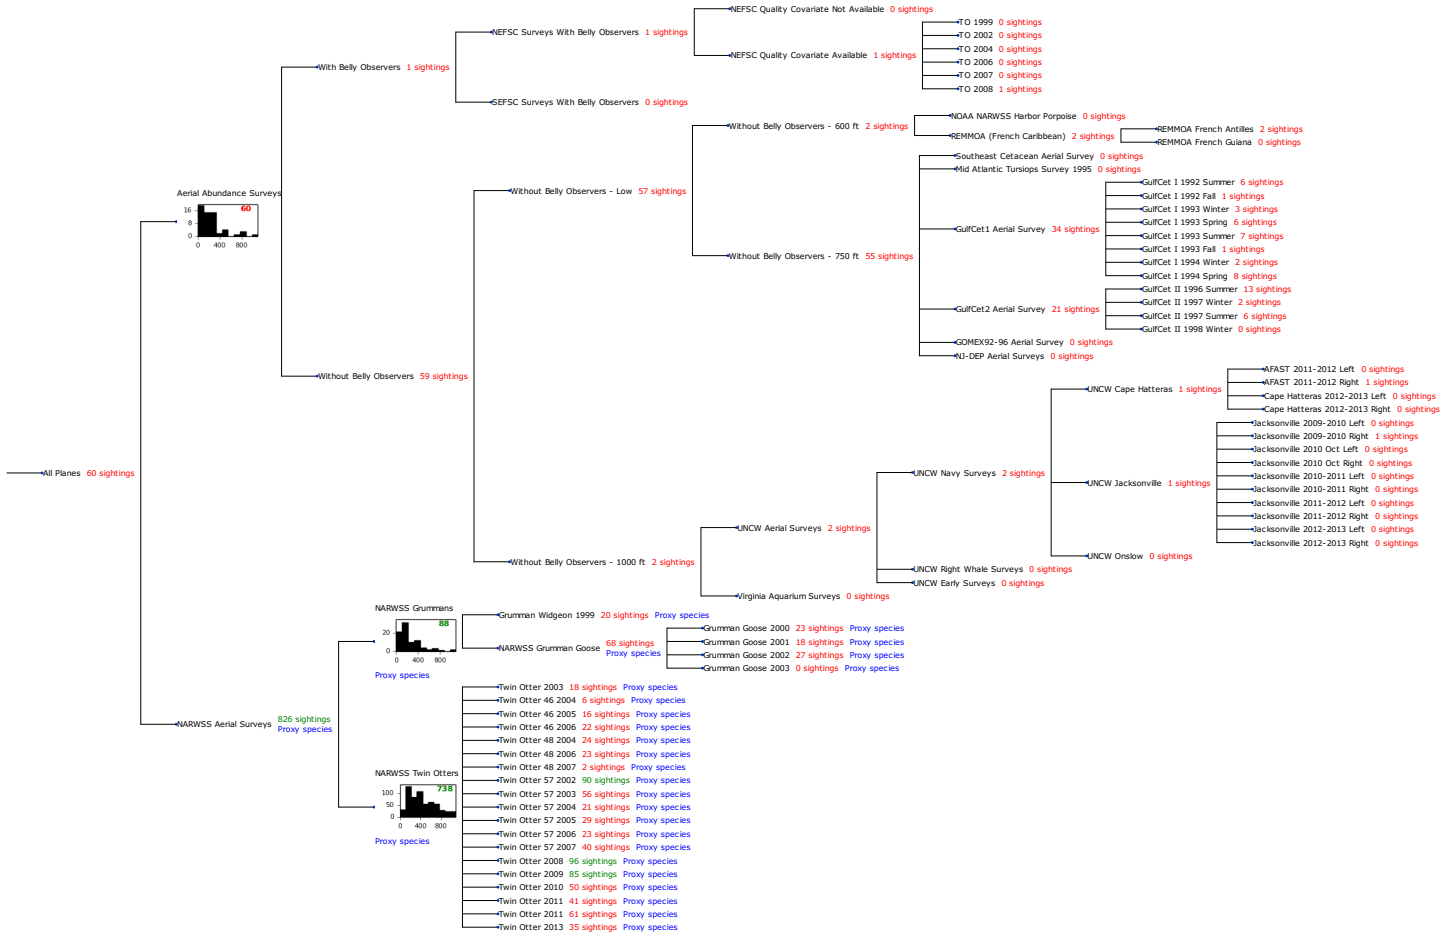 NEFSC Quality Covariate Not Available 0 sightings
TO 1999 0 sightings
NEFSC Surveys With Belly Observers 1 sightings
TO 2002 0 sightings
TO 2004 0 sightings
NEFSC Quality Covariate Available 1 sightings
TO 2006 0 sightings
With Belly Observers 1 sightings
TO 2007 0 sightings
TO 2008 1 sightings
SEFSC Surveys With Belly Observers 0 sightings
NOAA NARWSS Harbor Porpoise 0 sightings
Without Belly Observers - 600 ft 2 sightings
REMMOA French Antilles 2 sightings
REMMOA (French Caribbean) 2 sightings
REMMOA French Guiana 0 sightings
Southeast Cetacean Aerial Survey 0 sightings
Mid Atlantic Tursiops Survey 1995 0 sightings
GulfCet I 1992 Summer 6 sightings
Without Belly Observers - Low 57 sightings
Aerial Abundance Surveys
GulfCet I 1992 Fall 1 sightings
60
16
8
0
0 400 800
GulfCet I 1993 Winter 3 sightings
GulfCet I 1993 Spring 6 sightings
GulfCet1 Aerial Survey 34 sightings
GulfCet I 1993 Summer 7 sightings
GulfCet I 1993 Fall 1 sightings
Without Belly Observers - 750 ft 55 sightings
GulfCet I 1994 Winter 2 sightings
GulfCet I 1994 Spring 8 sightings
GulfCet II 1996 Summer 13 sightings
GulfCet II 1997 Winter 2 sightings
GulfCet2 Aerial Survey 21 sightings
GulfCet II 1997 Summer 6 sightings
GulfCet II 1998 Winter 0 sightings
GOMEX92-96 Aerial Survey 0 sightings
NJ-DEP Aerial Surveys 0 sightings
AFAST 2011-2012 Left 0 sightings
Without Belly Observers 59 sightings
AFAST 2011-2012 Right 1 sightings
UNCW Cape Hatteras 1 sightings
Cape Hatteras 2012-2013 Left 0 sightings
Cape Hatteras 2012-2013 Right 0 sightings
Jacksonville 2009-2010 Left 0 sightings
Jacksonville 2009-2010 Right 1 sightings
Jacksonville 2010 Oct Left 0 sightings
Jacksonville 2010 Oct Right 0 sightings
All Planes 60 sightings
UNCW Navy Surveys 2 sightings
Jacksonville 2010-2011 Left 0 sightings
UNCW Jacksonville 1 sightings
Jacksonville 2010-2011 Right 0 sightings
Jacksonville 2011-2012 Left 0 sightings
Jacksonville 2011-2012 Right 0 sightings
UNCW Aerial Surveys 2 sightings
Jacksonville 2012-2013 Left 0 sightings
Jacksonville 2012-2013 Right 0 sightings
UNCW Onslow 0 sightings
Without Belly Observers - 1000 ft 2 sightings
UNCW Right Whale Surveys 0 sightings
UNCW Early Surveys 0 sightings
Virginia Aquarium Surveys 0 sightings
NARWSS Grummans
88
20
0
0 400 800
Proxy species
Grumman Widgeon 1999 20 sightings Proxy species
NARWSS Grumman Goose 68 sightings
Proxy species
Grumman Goose 2000 23 sightings Proxy species
Grumman Goose 2001 18 sightings Proxy species
Grumman Goose 2002 27 sightings Proxy species
Grumman Goose 2003 0 sightings Proxy species
NARWSS Aerial Surveys 826 sightings
Proxy species
NARWSS Twin Otters
738
100
50
0
0 400 800
Proxy species
Twin Otter 2003 18 sightings Proxy species
Twin Otter 46 2004 6 sightings Proxy species
Twin Otter 46 2005 16 sightings Proxy species
Twin Otter 46 2006 22 sightings Proxy species
Twin Otter 48 2004 24 sightings Proxy species
Twin Otter 48 2006 23 sightings Proxy species
Twin Otter 48 2007 2 sightings Proxy species
Twin Otter 57 2002 90 sightings Proxy species
Twin Otter 57 2003 56 sightings Proxy species
Twin Otter 57 2004 21 sightings Proxy species
Twin Otter 57 2005 29 sightings Proxy species
Twin Otter 57 2006 23 sightings Proxy species
Twin Otter 57 2007 40 sightings Proxy species
Twin Otter 2008 96 sightings Proxy species
Twin Otter 2009 85 sightings Proxy species
Twin Otter 2010 50 sightings Proxy species
Twin Otter 2011 41 sightings Proxy species
Twin Otter 2011 61 sightings Proxy species
Twin Otter 2013 35 sightings Proxy species